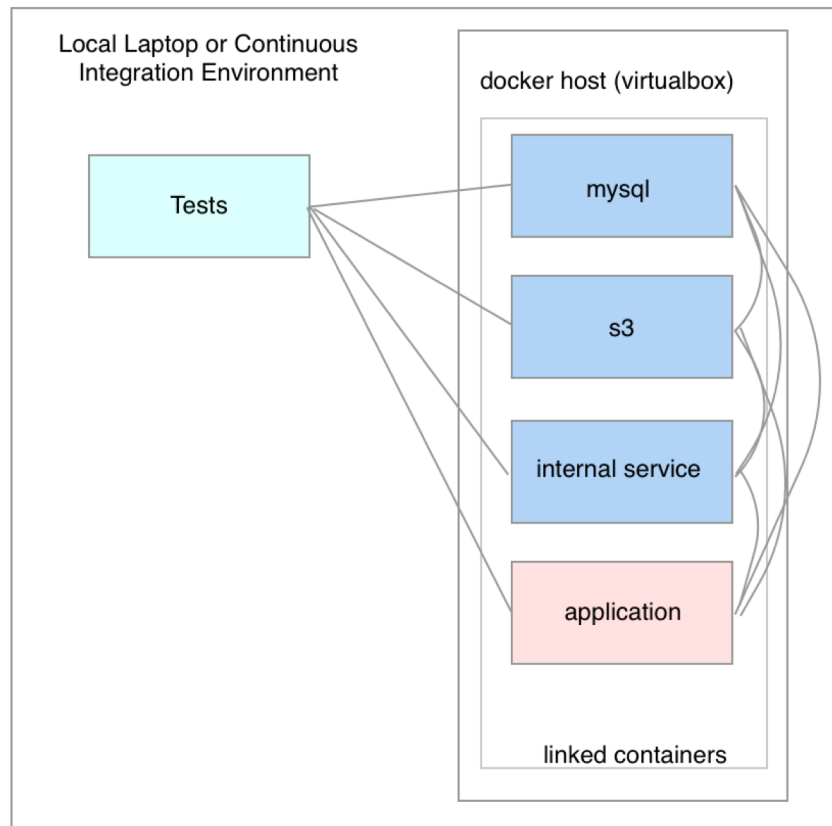 Local Laptop or Continuous
Integration Environment
docker host (virtualbox)
Tests
mysql
s3
internal service
application
linked containers